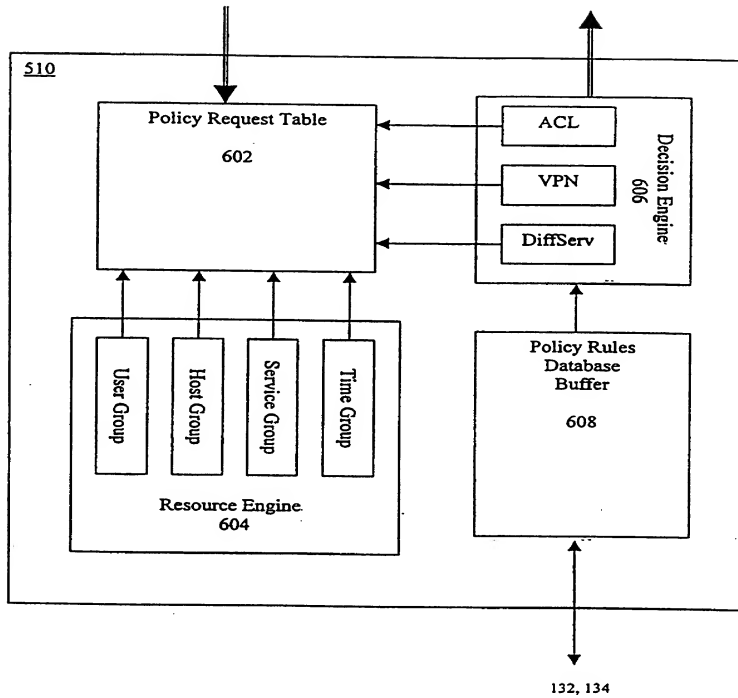 510
Policy Request Table
602
ACL
VPN
DiffServ
Decision Engine
606
User Group
Host Group
Service Group
Time Group
Resource Engine
604
Policy Rules
Database
Buffer
608
132, 134